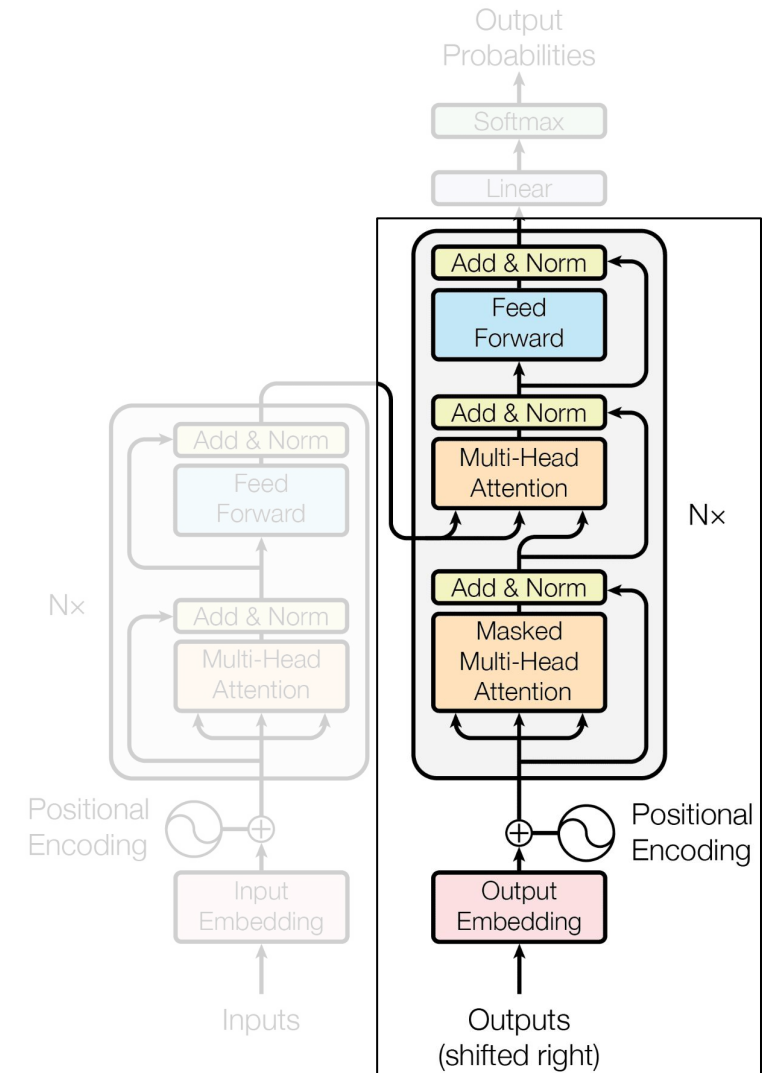 Output
Probabilities
Softmax
Linear
Add & Norm
Feed
Forward
Add & Norm
Multi-Head
Attention
Nx
Add & Norm
Masked
Multi-Head
Attention
Positional
Encoding
Output
Embedding
Outputs
(shifted right)
Add & Norm
Feed
Forward
Nx
Add & Norm
Multi-Head
Attention
Positional
Encoding
Input
Embedding
Inputs